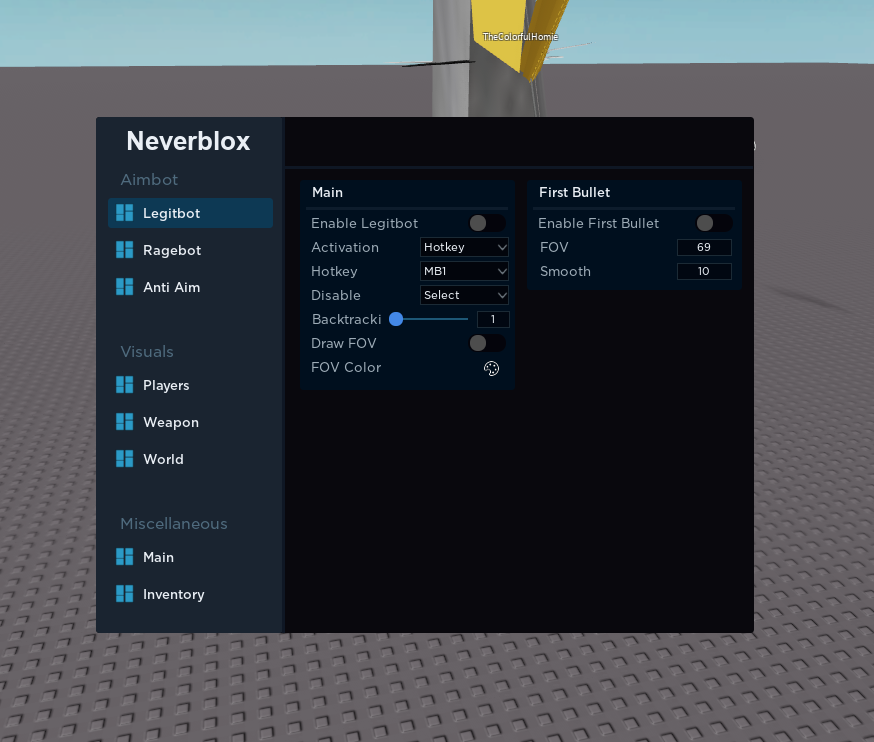 TheColorfulHomie
Neverblox
Aimbot
Legitbot
Ragebot
Anti Aim
Visuals
Players
Weapon
World
Miscellaneous
Main
Inventory
Main
Enable Legitbot
Activation Hotkey
Hotkey MB1
Disable Select
Backtracki 1
Draw FOV
FOV Color
First Bullet
Enable First Bullet
FOV 69
Smooth 10